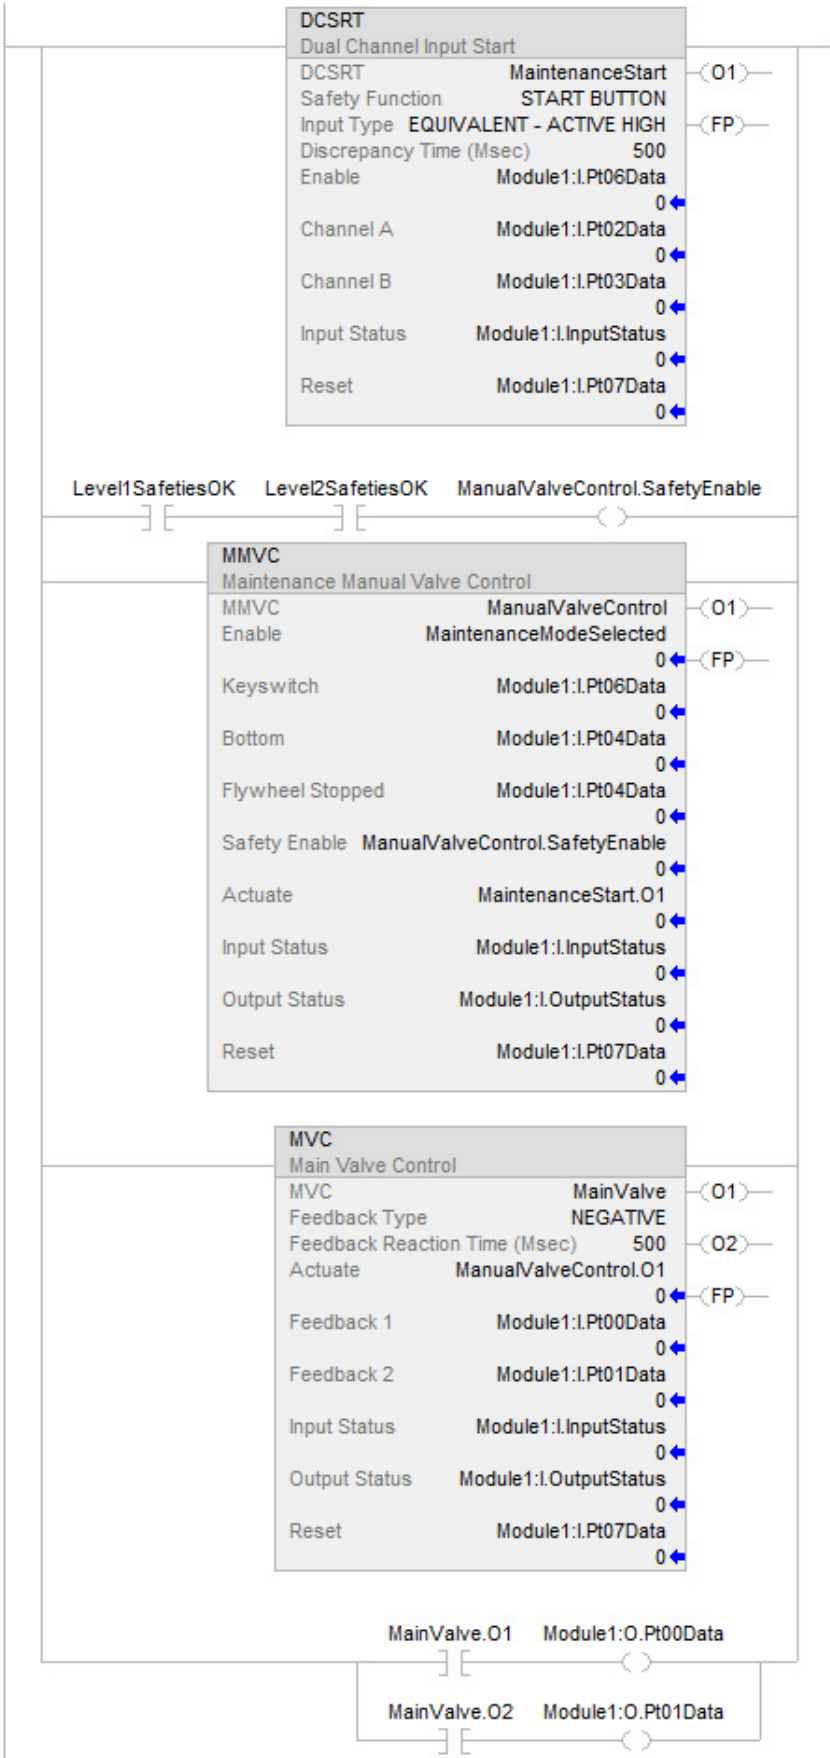 DCSRT
Dual Channel Input Start
DCSRT MaintenanceStart (O1)
Safety Function START BUTTON
Input Type EQUIVALENT - ACTIVE HIGH (FP)
Discrepancy Time (Msec) 500
Enable Module1:I.Pt06Data
0
Channel A Module1:I.Pt02Data
0
Channel B Module1:I.Pt03Data
0
Input Status Module1:I.InputStatus
0
Reset Module1:I.Pt07Data
0
Level1SafetiesOK Level2SafetiesOK ManualValveControl.SafetyEnable
MMVC
Maintenance Manual Valve Control
MMVC ManualValveControl (O1)
Enable MaintenanceModeSelected
0 (FP)
Keyswitch Module1:I.Pt06Data
0
Bottom Module1:I.Pt04Data
0
Flywheel Stopped Module1:I.Pt04Data
0
Safety Enable ManualValveControl.SafetyEnable
0
Actuate MaintenanceStart.O1
0
Input Status Module1:I.InputStatus
0
Output Status Module1:I.OutputStatus
0
Reset Module1:I.Pt07Data
0
MVC
Main Valve Control
MVC MainValve (O1)
Feedback Type NEGATIVE
Feedback Reaction Time (Msec) 500 (O2)
Actuate ManualValveControl.O1
0 (FP)
Feedback 1 Module1:I.Pt00Data
0
Feedback 2 Module1:I.Pt01Data
0
Input Status Module1:I.InputStatus
0
Output Status Module1:I.OutputStatus
0
Reset Module1:I.Pt07Data
0
MainValve.O1 Module1:O.Pt00Data
MainValve.O2 Module1:O.Pt01Data